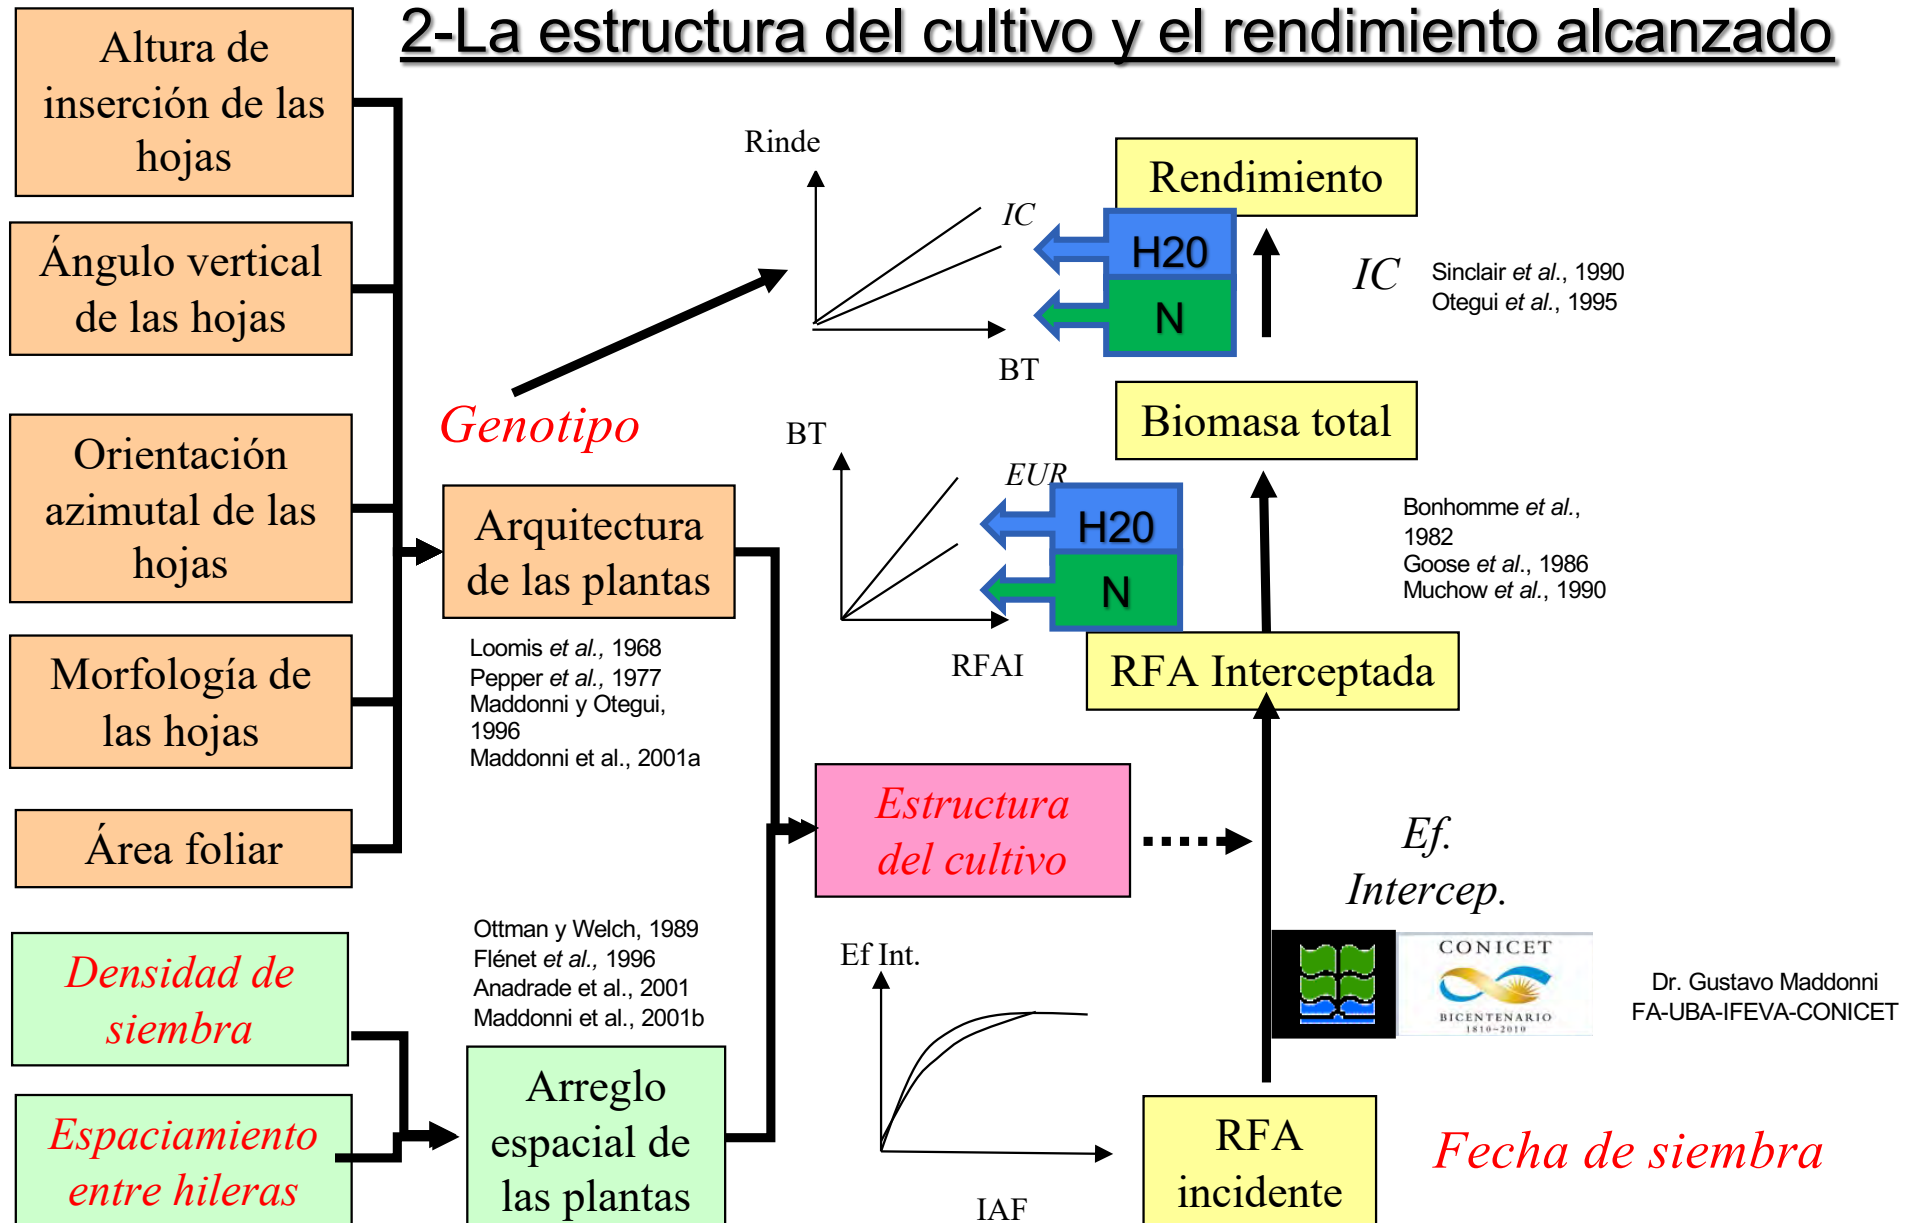 2-La estructura del cultivo y el rendimiento alcanzado
Altura de
inserción de las
hojas
Ángulo vertical
de las hojas
Orientación
azimutal de las
hojas
Morfología de
las hojas
Área foliar
Densidad de
siembra
Espaciamiento
entre hileras
Genotipo
Arquitectura
de las plantas
Loomis et al., 1968
Pepper et al., 1977
Maddonni y Otegui,
1996
Maddonni et al., 2001a
Ottman y Welch, 1989
Flénet et al., 1996
Anadrade et al., 2001
Maddonni et al., 2001b
Arreglo
espacial de
las plantas
Rinde
IC
BT
H20
N
BT
EUR
RFAI
H20
N
Estructura
del cultivo
Ef Int.
IAF
Rendimiento
IC
Sinclair et al., 1990
Otegui et al., 1995
Biomasa total
Bonhomme et al.,
1982
Goose et al., 1986
Muchow et al., 1990
RFA Interceptada
Ef.
Intercep.
CONICET
BICENTENARIO
1810-2010
Dr. Gustavo Maddonni
FA-UBA-IFEVA-CONICET
RFA
incidente
Fecha de siembra